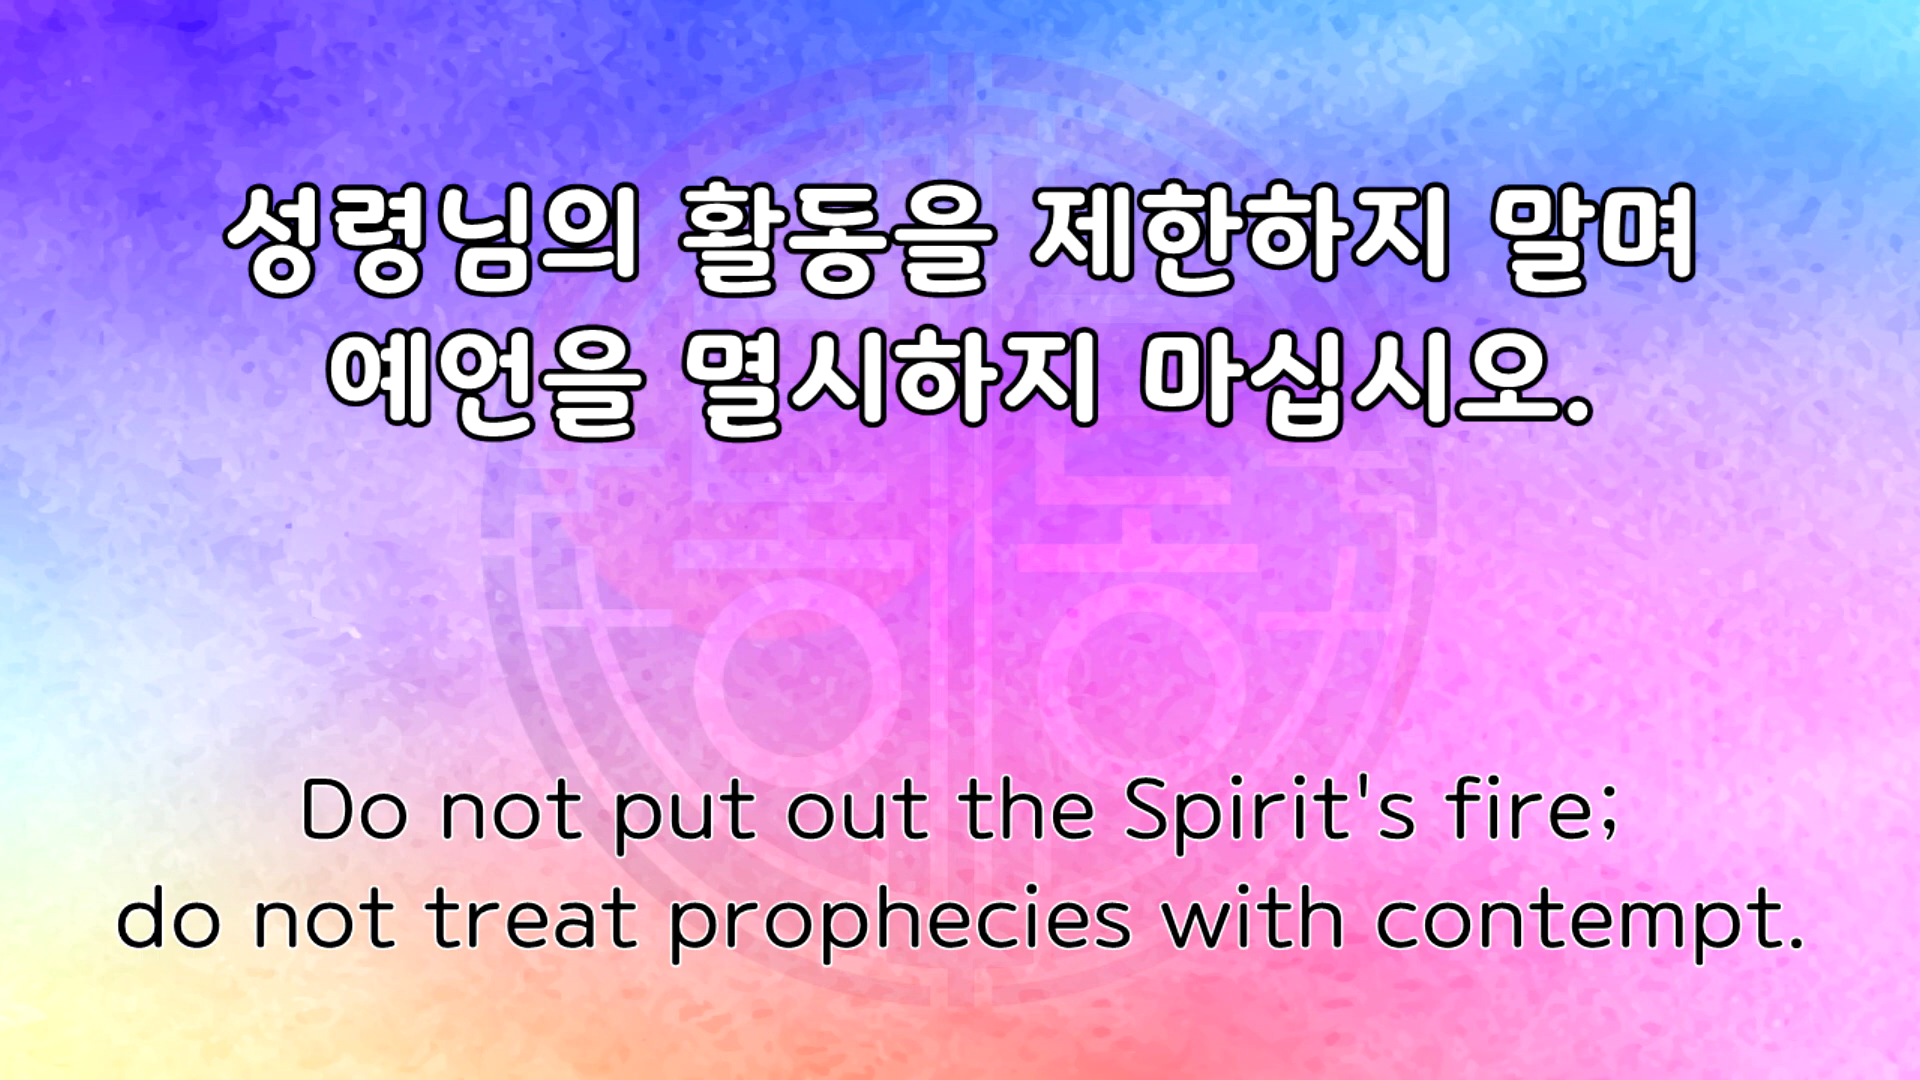 성령님의 활동을 제한하지 말며
예언을 멸시하지 마십시오.
Do not put out the Spirit's fire;
do not treat prophecies with contempt.